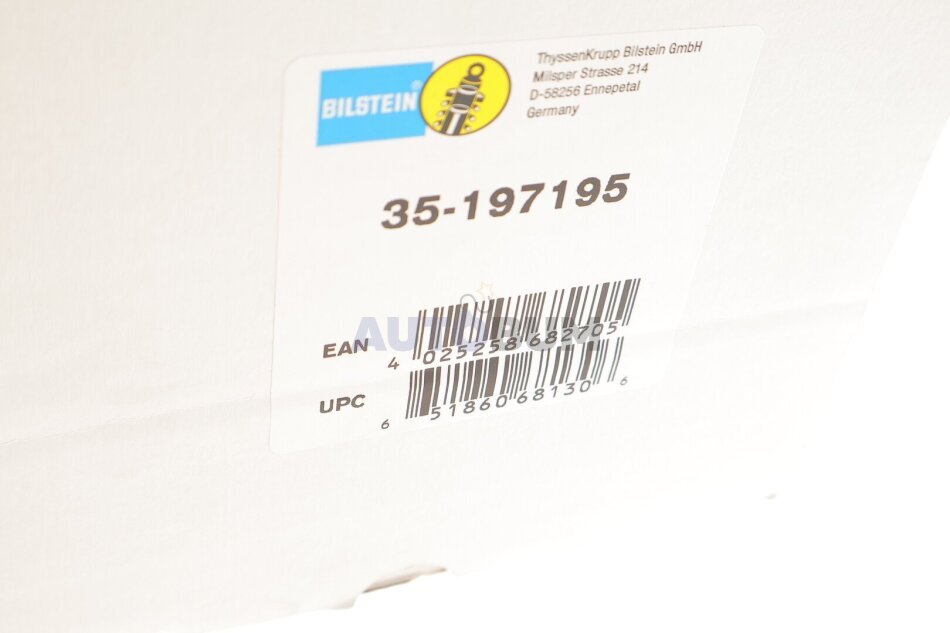 BILSTEIN®
ThyssenKrupp Bilstein GmbH
Milsper Strasse 214
D-58256 Ennepetal
Germany
35-197195
AUTOBUM
EAN
4 025258 682705
UPC
6 51860 68130 6